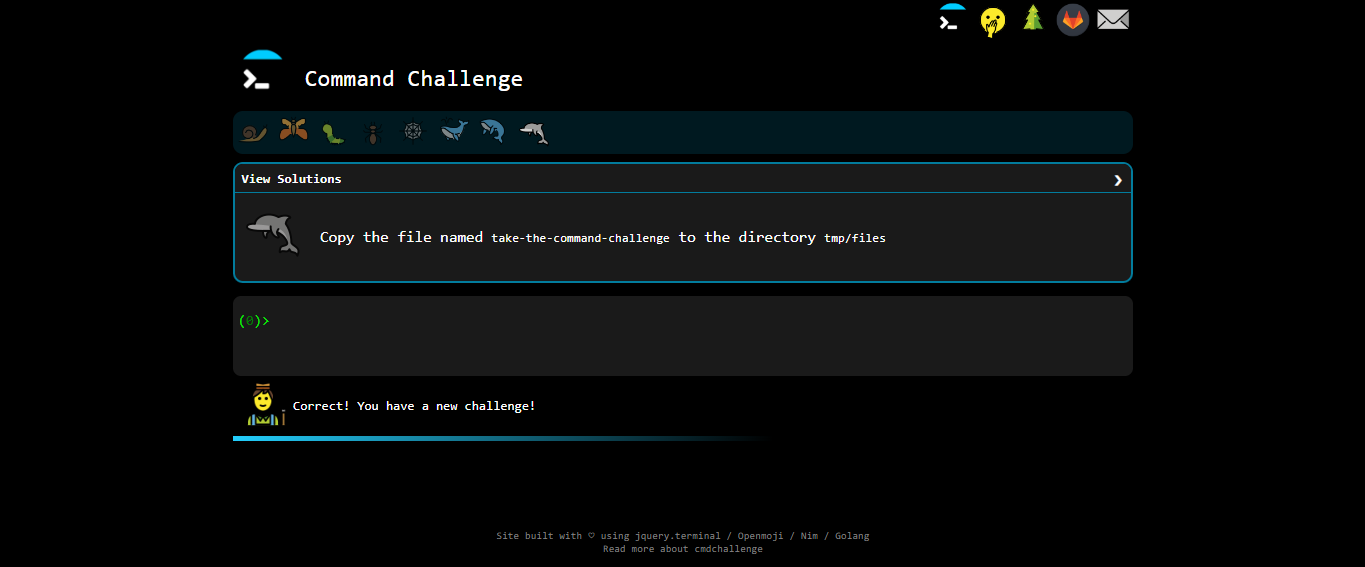 Command Challenge
View Solutions
Copy the file named take-the-command-challenge to the directory tmp/files
(0)>
Correct! You have a new challenge!
Site built with ♡ using jquery.terminal / Openmoji / Nim / Golang
Read more about cmdchallenge